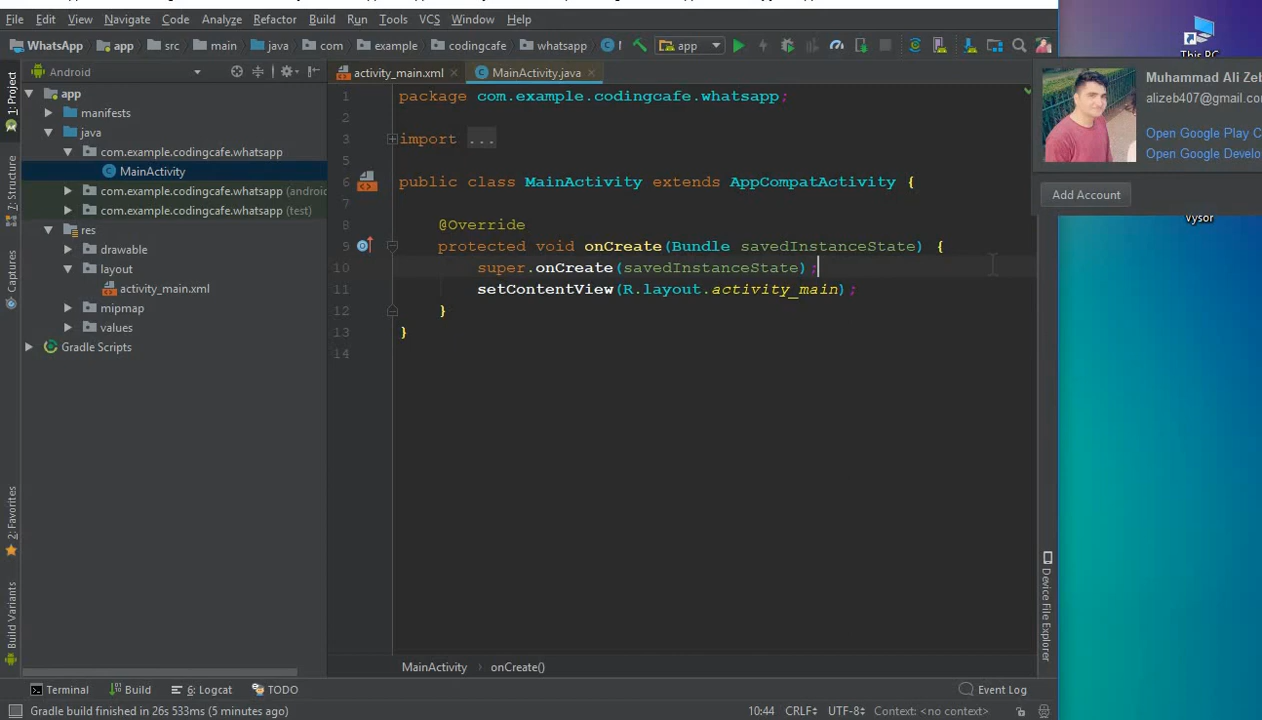 File Edit View Navigate Code Analyze Refactor Build Run Tools VCS Window Help
WhatsApp app src main java com example codingcafe whatsapp app
This PC
Android
activity_main.xml MainActivity.java
Muhammad Ali Zeb
alizeb407@gmail.co
Open Google Play C
Open Google Develo
Add Account
Vysor
1: Project
7: Structure
Captures
2: Favorites
Build Variants
app
manifests
java
com.example.codingcafe.whatsapp
MainActivity
com.example.codingcafe.whatsapp (androi
com.example.codingcafe.whatsapp (test)
res
drawable
layout
activity_main.xml
mipmap
values
Gradle Scripts
1 package com.example.codingcafe.whatsapp;
2
3 import ...
5
6 public class MainActivity extends AppCompatActivity {
7
8 @Override
9 protected void onCreate(Bundle savedInstanceState) {
10 super.onCreate(savedInstanceState);
11 setContentView(R.layout.activity_main);
12 }
13 }
14
Device File Explorer
MainActivity › onCreate()
Terminal Build 6: Logcat TODO Event Log
Gradle build finished in 26s 533ms (5 minutes ago) 10:44 CRLF÷ UTF-8÷ Context: <no context>